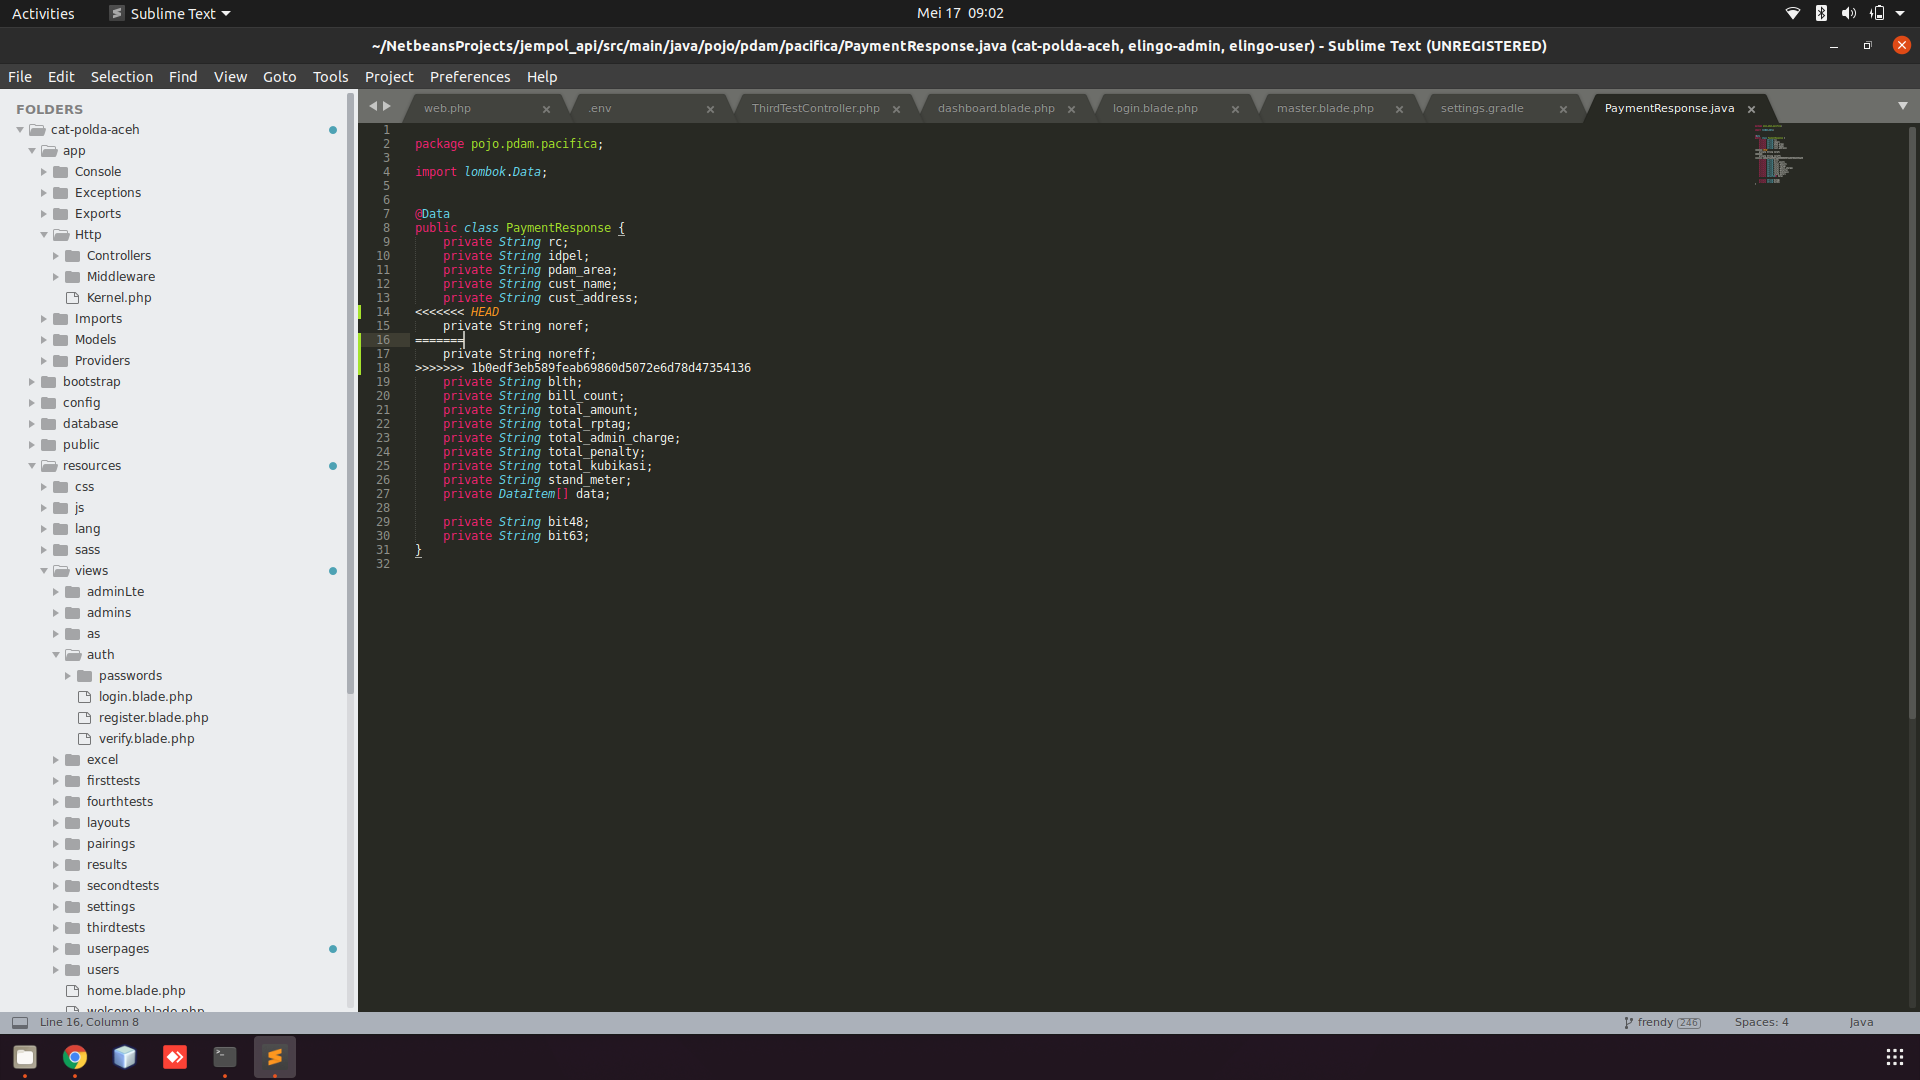 Activities
Sublime Text
Mei 17 09:02
~/NetbeansProjects/jempol_api/src/main/java/pojo/pdam/pacifica/PaymentResponse.java (cat-polda-aceh, elingo-admin, elingo-user) - Sublime Text (UNREGISTERED)
File Edit Selection Find View Goto Tools Project Preferences Help
FOLDERS
cat-polda-aceh
app
Console
Exceptions
Exports
Http
Controllers
Middleware
Kernel.php
Imports
Models
Providers
bootstrap
config
database
public
resources
css
js
lang
sass
views
adminLte
admins
as
auth
passwords
login.blade.php
register.blade.php
verify.blade.php
excel
firsttests
fourthtests
layouts
pairings
results
secondtests
settings
thirdtests
userpages
users
home.blade.php
welcome.blade.php
web.php
.env
ThirdTestController.php
dashboard.blade.php
login.blade.php
master.blade.php
settings.gradle
PaymentResponse.java
1
2 package pojo.pdam.pacifica;
3
4 import lombok.Data;
5
6
7 @Data
8 public class PaymentResponse {
9 private String rc;
10 private String idpel;
11 private String pdam_area;
12 private String cust_name;
13 private String cust_address;
14 <<<<<<< HEAD
15 private String noref;
16 =======
17 private String noreff;
18 >>>>>>> 1b0edf3eb589feab69860d5072e6d78d47354136
19 private String blth;
20 private String bill_count;
21 private String total_amount;
22 private String total_rptag;
23 private String total_admin_charge;
24 private String total_penalty;
25 private String total_kubikasi;
26 private String stand_meter;
27 private DataItem[] data;
28
29 private String bit48;
30 private String bit63;
31 }
32
Line 16, Column 8
frendy 246
Spaces: 4
Java